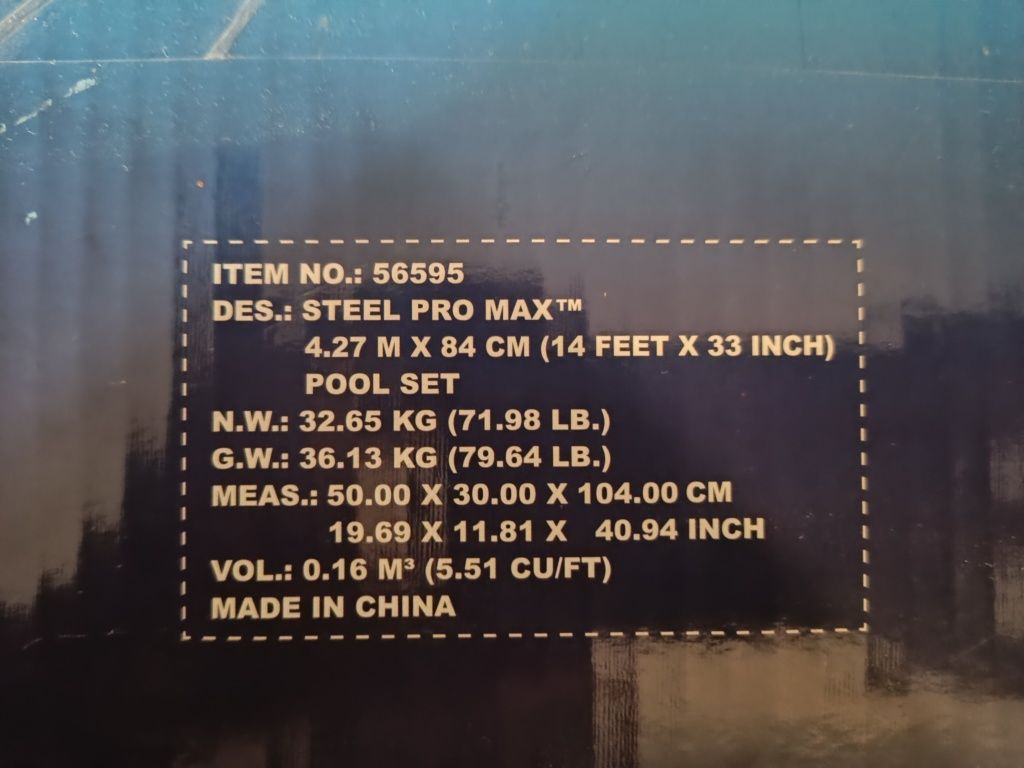 ITEM NO.: 56595
DES.: STEEL PRO MAX™
4.27 M X 84 CM (14 FEET X 33 INCH)
POOL SET
N.W.: 32.65 KG (71.98 LB.)
G.W.: 36.13 KG (79.64 LB.)
MEAS.: 50.00 X 30.00 X 104.00 CM
19.69 X 11.81 X 40.94 INCH
VOL.: 0.16 M³ (5.51 CU/FT)
MADE IN CHINA